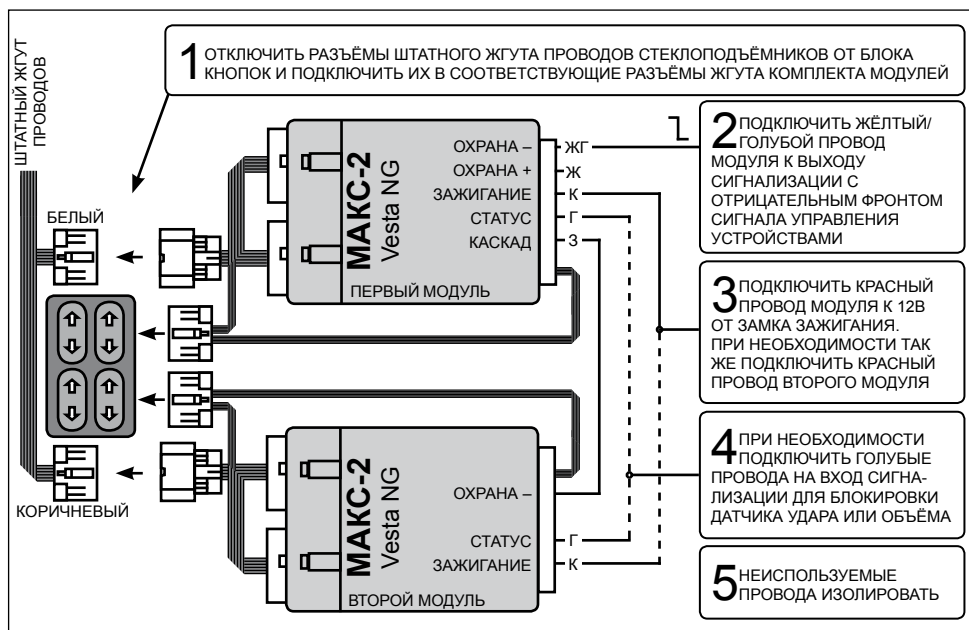 ШТАТНЫЙ ЖГУТ
ПРОВОДОВ
1 ОТКЛЮЧИТЬ РАЗЪЁМЫ ШТАТНОГО ЖГУТА ПРОВОДОВ СТЕКЛОПОДЪЁМНИКОВ ОТ БЛОКА
КНОПОК И ПОДКЛЮЧИТЬ ИХ В СООТВЕТСТВУЮЩИЕ РАЗЪЁМЫ ЖГУТА КОМПЛЕКТА МОДУЛЕЙ
БЕЛЫЙ
КОРИЧНЕВЫЙ
МАКС-2
Vesta NG
ОХРАНА – ЖГ
ОХРАНА + Ж
ЗАЖИГАНИЕ К
СТАТУС Г
КАСКАД З
ПЕРВЫЙ МОДУЛЬ
МАКС-2
Vesta NG
ОХРАНА –
СТАТУС Г
ЗАЖИГАНИЕ К
ВТОРОЙ МОДУЛЬ
2 ПОДКЛЮЧИТЬ ЖЁЛТЫЙ/
ГОЛУБОЙ ПРОВОД
МОДУЛЯ К ВЫХОДУ
СИГНАЛИЗАЦИИ С
ОТРИЦАТЕЛЬНЫМ ФРОНТОМ
СИГНАЛА УПРАВЛЕНИЯ
УСТРОЙСТВАМИ
3 ПОДКЛЮЧИТЬ КРАСНЫЙ
ПРОВОД МОДУЛЯ К 12В
ОТ ЗАМКА ЗАЖИГАНИЯ.
ПРИ НЕОБХОДИМОСТИ ТАК
ЖЕ ПОДКЛЮЧИТЬ КРАСНЫЙ
ПРОВОД ВТОРОГО МОДУЛЯ
4 ПРИ НЕОБХОДИМОСТИ
ПОДКЛЮЧИТЬ ГОЛУБЫЕ
ПРОВОДА НА ВХОД СИГНА-
ЛИЗАЦИИ ДЛЯ БЛОКИРОВКИ
ДАТЧИКА УДАРА ИЛИ ОБЪЁМА
5 НЕИСПОЛЬЗУЕМЫЕ
ПРОВОДА ИЗОЛИРОВАТЬ